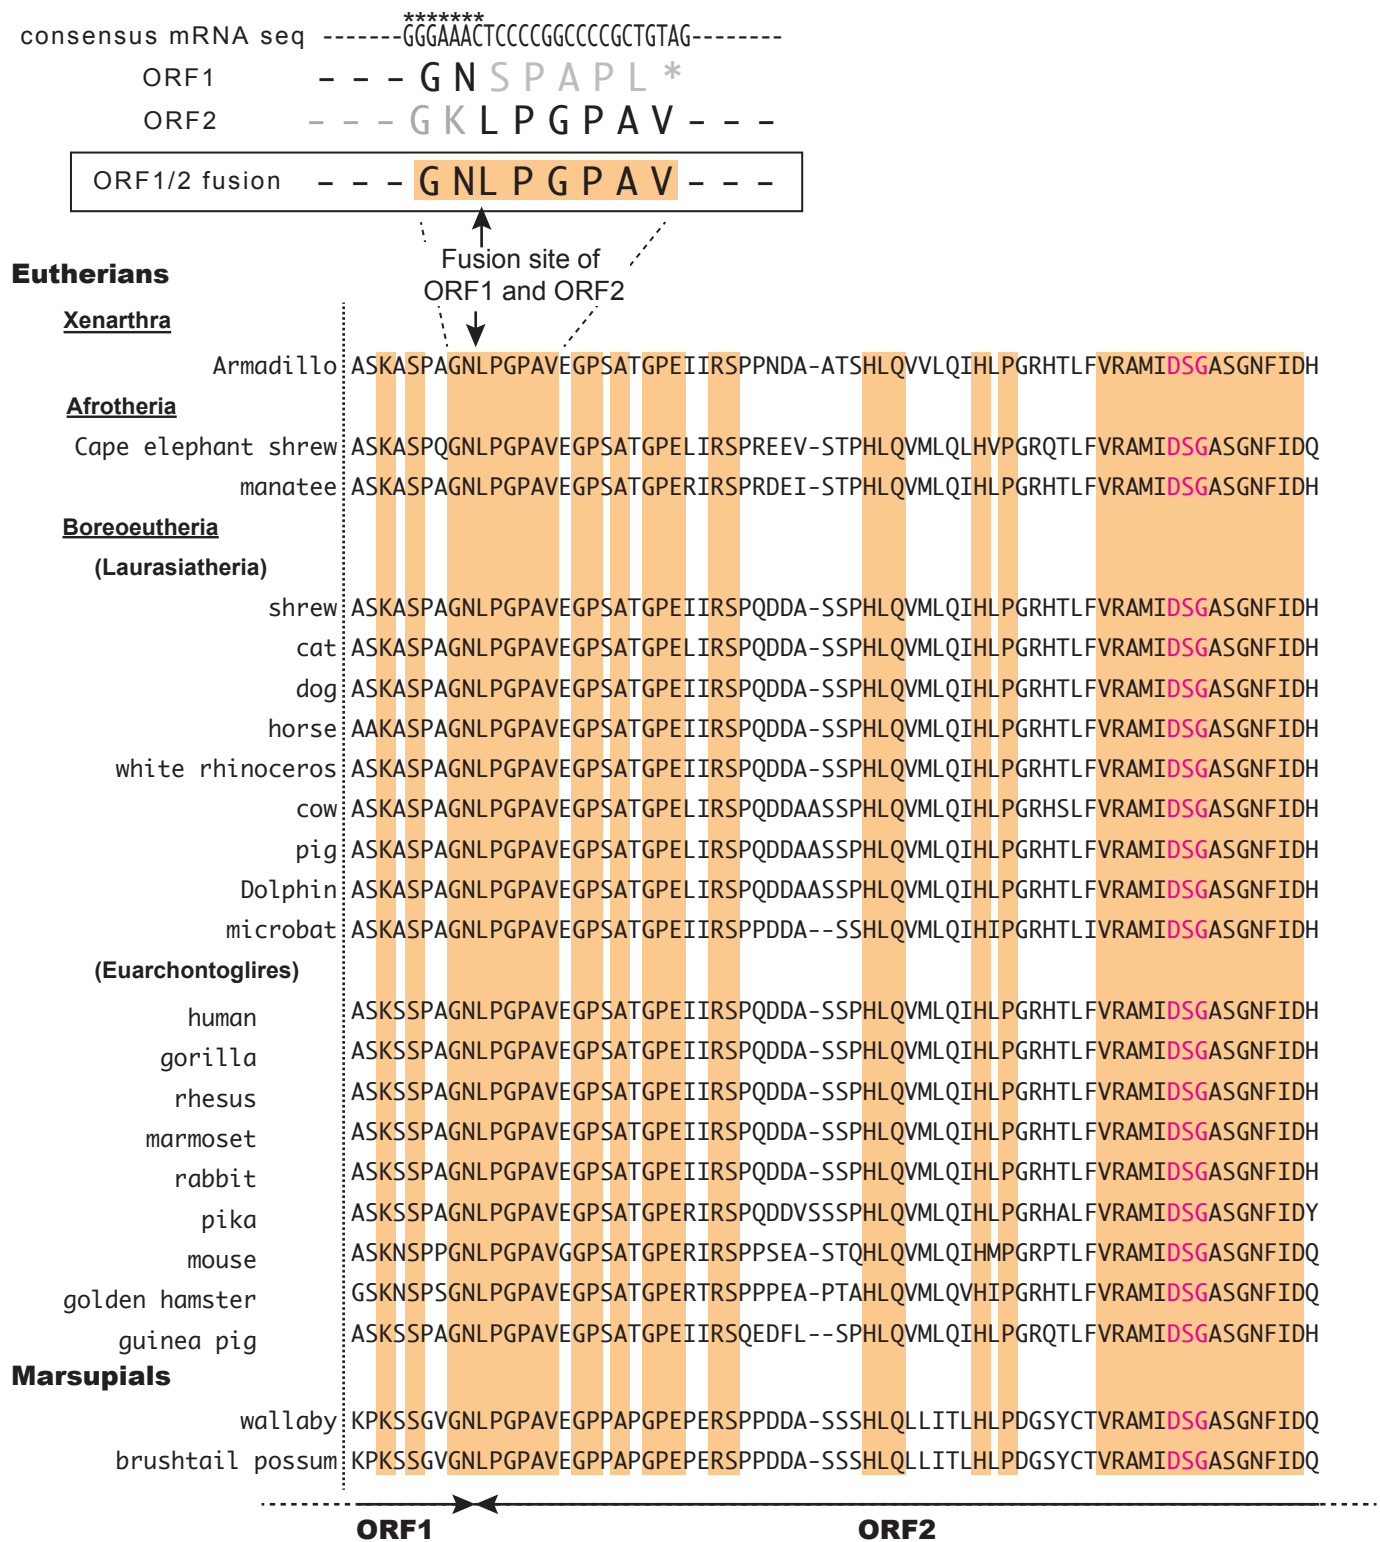 *******
consensus mRNA seq -------GGGAAACTCCCCGGCCCCGCTGTAG--------
ORF1 - - - G N S P A P L *
ORF2 - - - G K L P G P A V - - -
ORF1/2 fusion - - - G N L P G P A V - - -
Fusion site of
ORF1 and ORF2
Eutherians
Xenarthra
Armadillo ASKASPAGNLPGPAVEGPSATGPEIIRSPPNDA-ATSHLQVVLQIHLPGRHTLFVRAMIDSGASGNFIDH
Afrotheria
Cape elephant shrew ASKASPQGNLPGPAVEGPSATGPELIRSPREEV-STPHLQVMLQLHVPGRQTLFVRAMIDSGASGNFIDQ
manatee ASKASPAGNLPGPAVEGPSATGPERIRSPRDEI-STPHLQVMLQIHLPGRHTLFVRAMIDSGASGNFIDH
Boreoeutheria
(Laurasiatheria)
shrew ASKASPAGNLPGPAVEGPSATGPEIIRSPQDDA-SSPHLQVMLQIHLPGRHTLFVRAMIDSGASGNFIDH
cat ASKASPAGNLPGPAVEGPSATGPELIRSPQDDA-SSPHLQVMLQIHLPGRHTLFVRAMIDSGASGNFIDH
dog ASKASPAGNLPGPAVEGPSATGPEIIRSPQDDA-SSPHLQVMLQIHLPGRHTLFVRAMIDSGASGNFIDH
horse AAKASPAGNLPGPAVEGPSATGPEIIRSPQDDA-SSPHLQVMLQIHLPGRHTLFVRAMIDSGASGNFIDH
white rhinoceros ASKASPAGNLPGPAVEGPSATGPEIIRSPQDDA-SSPHLQVMLQIHLPGRHTLFVRAMIDSGASGNFIDH
cow ASKASPAGNLPGPAVEGPSATGPELIRSPQDDAASSPHLQVMLQIHLPGRHSLFVRAMIDSGASGNFIDH
pig ASKASPAGNLPGPAVEGPSATGPELIRSPQDDAASSPHLQVMLQIHLPGRHTLFVRAMIDSGASGNFIDH
Dolphin ASKASPAGNLPGPAVEGPSATGPELIRSPQDDAASSPHLQVMLQIHLPGRHTLFVRAMIDSGASGNFIDH
microbat ASKASPAGNLPGPAVEGPSATGPEIIRSPPDDA--SSHLQVMLQIHIPGRHTLIVRAMIDSGASGNFIDH
(Euarchontoglires)
human ASKSSPAGNLPGPAVEGPSATGPEIIRSPQDDA-SSPHLQVMLQIHLPGRHTLFVRAMIDSGASGNFIDH
gorilla ASKSSPAGNLPGPAVEGPSATGPEIIRSPQDDA-SSPHLQVMLQIHLPGRHTLFVRAMIDSGASGNFIDH
rhesus ASKSSPAGNLPGPAVEGPSATGPEIIRSPQDDA-SSPHLQVMLQIHLPGRHTLFVRAMIDSGASGNFIDH
marmoset ASKSSPAGNLPGPAVEGPSATGPEIIRSPQDDA-SSPHLQVMLQIHLPGRHTLFVRAMIDSGASGNFIDH
rabbit ASKSSPAGNLPGPAVEGPSATGPEIIRSPQDDA-SSPHLQVMLQIHLPGRHTLFVRAMIDSGASGNFIDH
pika ASKSSPAGNLPGPAVEGPSATGPERIRSPQDDVSSSPHLQVMLQIHLPGRHALFVRAMIDSGASGNFIDY
mouse ASKNSPPGNLPGPAVGGPSATGPERIRSPPSEA-STQHLQVMLQIHMPGRPTLFVRAMIDSGASGNFIDQ
golden hamster GSKNSPSGNLPGPAVEGPSATGPERTRSPPPEA-PTAHLQVMLQVHIPGRHTLFVRAMIDSGASGNFIDQ
guinea pig ASKSSPAGNLPGPAVEGPSATGPEIIRSQEDFL--SPHLQVMLQIHLPGRQTLFVRAMIDSGASGNFIDH
Marsupials
wallaby KPKSSGVGNLPGPAVEGPPAPGPEPERSPPDDA-SSSHLQLLITLHLPDGSYCTVRAMIDSGASGNFIDQ
brushtail possum KPKSSGVGNLPGPAVEGPPAPGPEPERSPPDDA-SSSHLQLLITLHLPDGSYCTVRAMIDSGASGNFIDQ
ORF1 ORF2